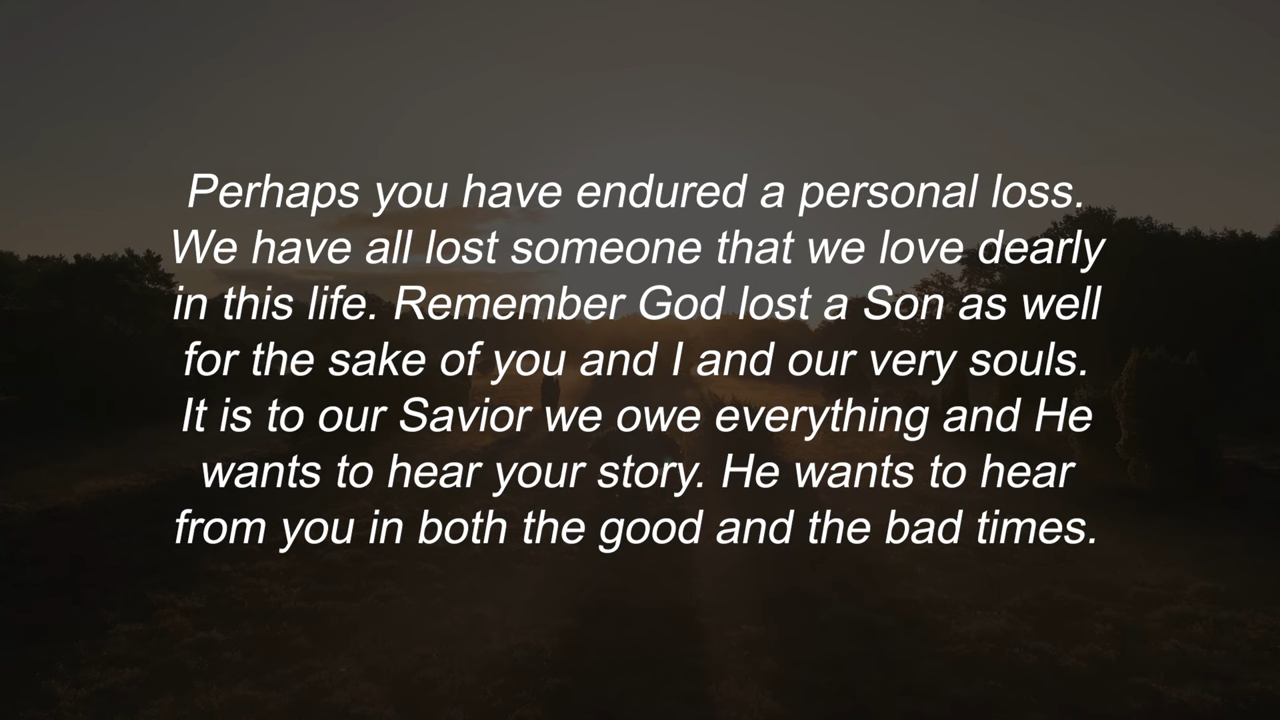 Perhaps you have endured a personal loss.
We have all lost someone that we love dearly
in this life. Remember God lost a Son as well
for the sake of you and I and our very souls.
It is to our Savior we owe everything and He
wants to hear your story. He wants to hear
from you in both the good and the bad times.